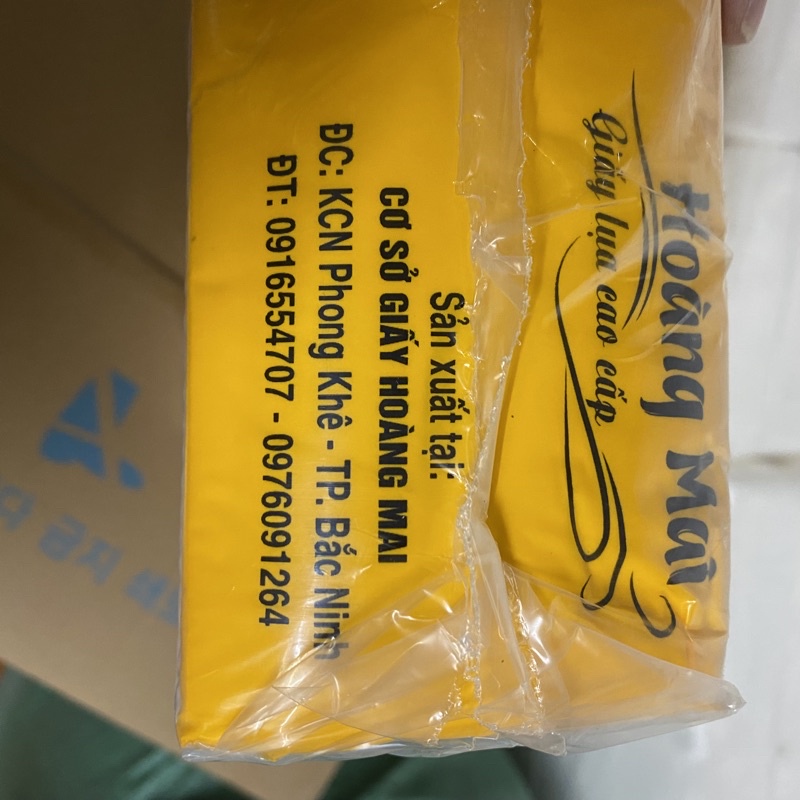 Hoàng Mai
Giấy lụa cao cấp
Sản xuất tại:
CƠ SỞ GIẤY HOÀNG MAI
ĐC: KCN Phong Khê - TP. Bắc Ninh
ĐT: 0916554707 - 0976091264